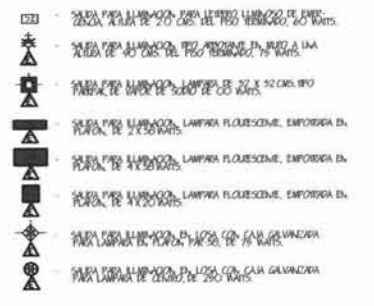 SALIDA PARA ILUMINACION PARA LETRERO LUMINOSO DE EMER-
GENCIA, ALTURA DE 20 CMS. DEL PISO TERMINADO, 60 WATTS.
SALIDA PARA ILUMINACION TIPO ARBOTANTE EN MURO A UNA
ALTURA DE 90 CMS. DEL PISO TERMINADO, 75 WATTS.
SALIDA PARA ILUMINACION, LAMPARA DE 32 X 32 CMS. TIPO
DE VAPOR DE SODIO DE WATTS.
SALIDA PARA ILUMINACION, LAMPARA FLOURESCENTE, EMPOTRADA EN
PLAFON, DE 2 X 38 WATTS.
SALIDA PARA ILUMINACION, LAMPARA FLOURESCENTE, EMPOTRADA EN
PLAFON, DE 4 X 38 WATTS.
SALIDA PARA ILUMINACION, LAMPARA FLOURESCENTE, EMPOTRADA EN
PLAFON, DE 4 X 20 WATTS.
SALIDA PARA ILUMINACION, EN LOSA CON CAJA GALVANIZADA
PARA LAMPARA EN PLAFON PAR-38, DE 75 WATTS.
SALIDA PARA ILUMINACION, EN LOSA CON CAJA GALVANIZADA
PARA LAMPARA DE CENTRO, DE 250 WATTS.